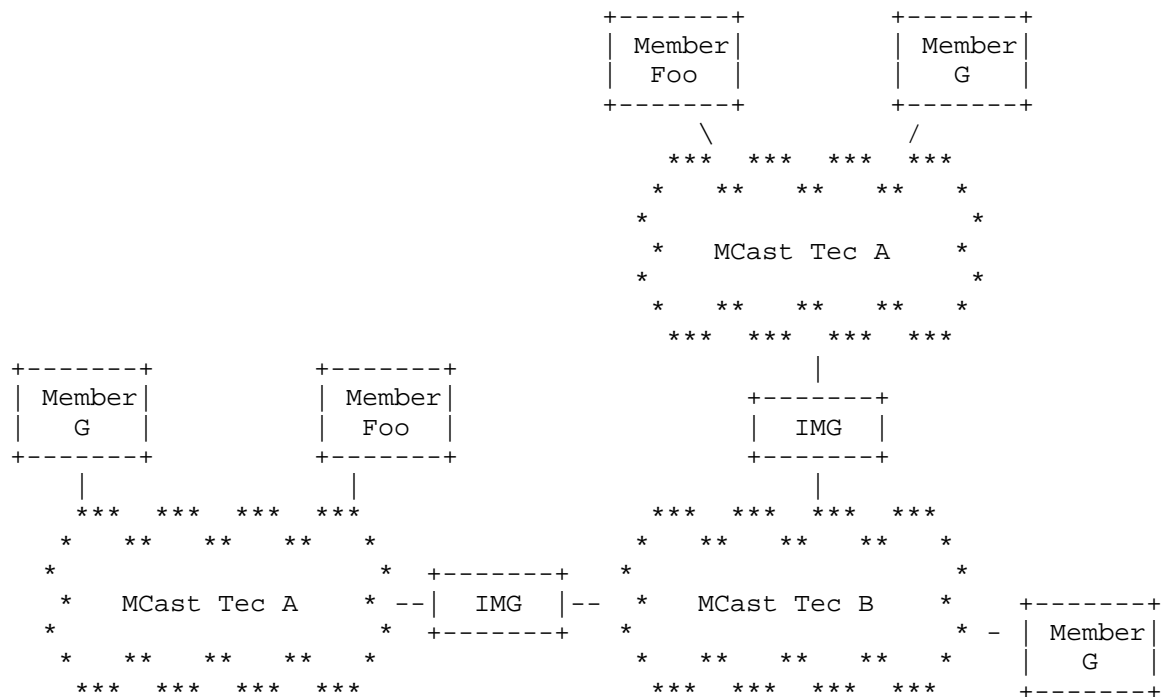 Member Member
Foo G
MCast Tec A
Member Member
G Foo
IMG
MCast Tec A IMG MCast Tec B
Member
G